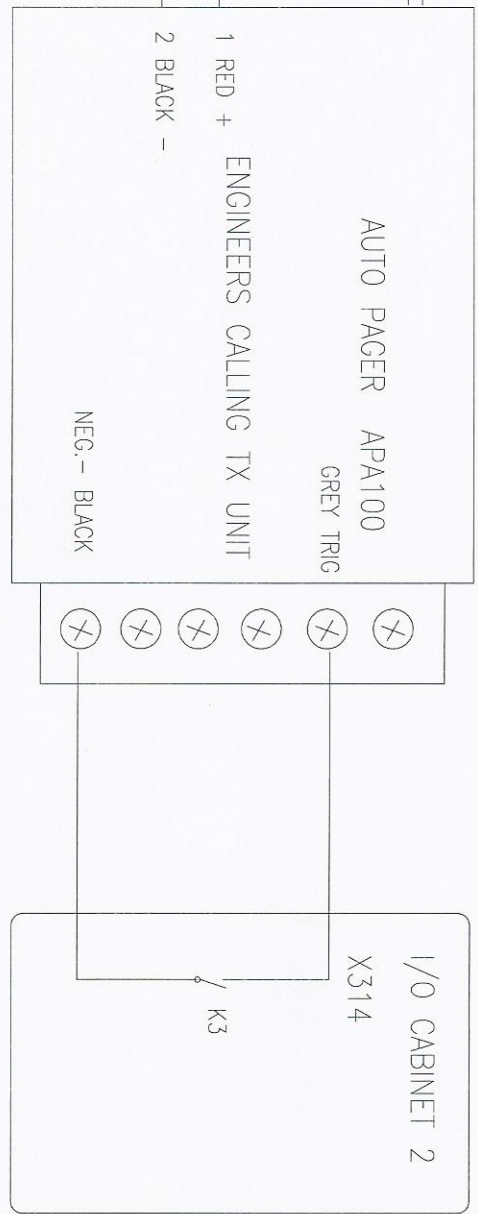 AUTO PAGER APA100
GREY TRIG
1 RED + ENGINEERS CALLING TX UNIT
2 BLACK -
NEG.- BLACK
I/O CABINET 2
X314
K3